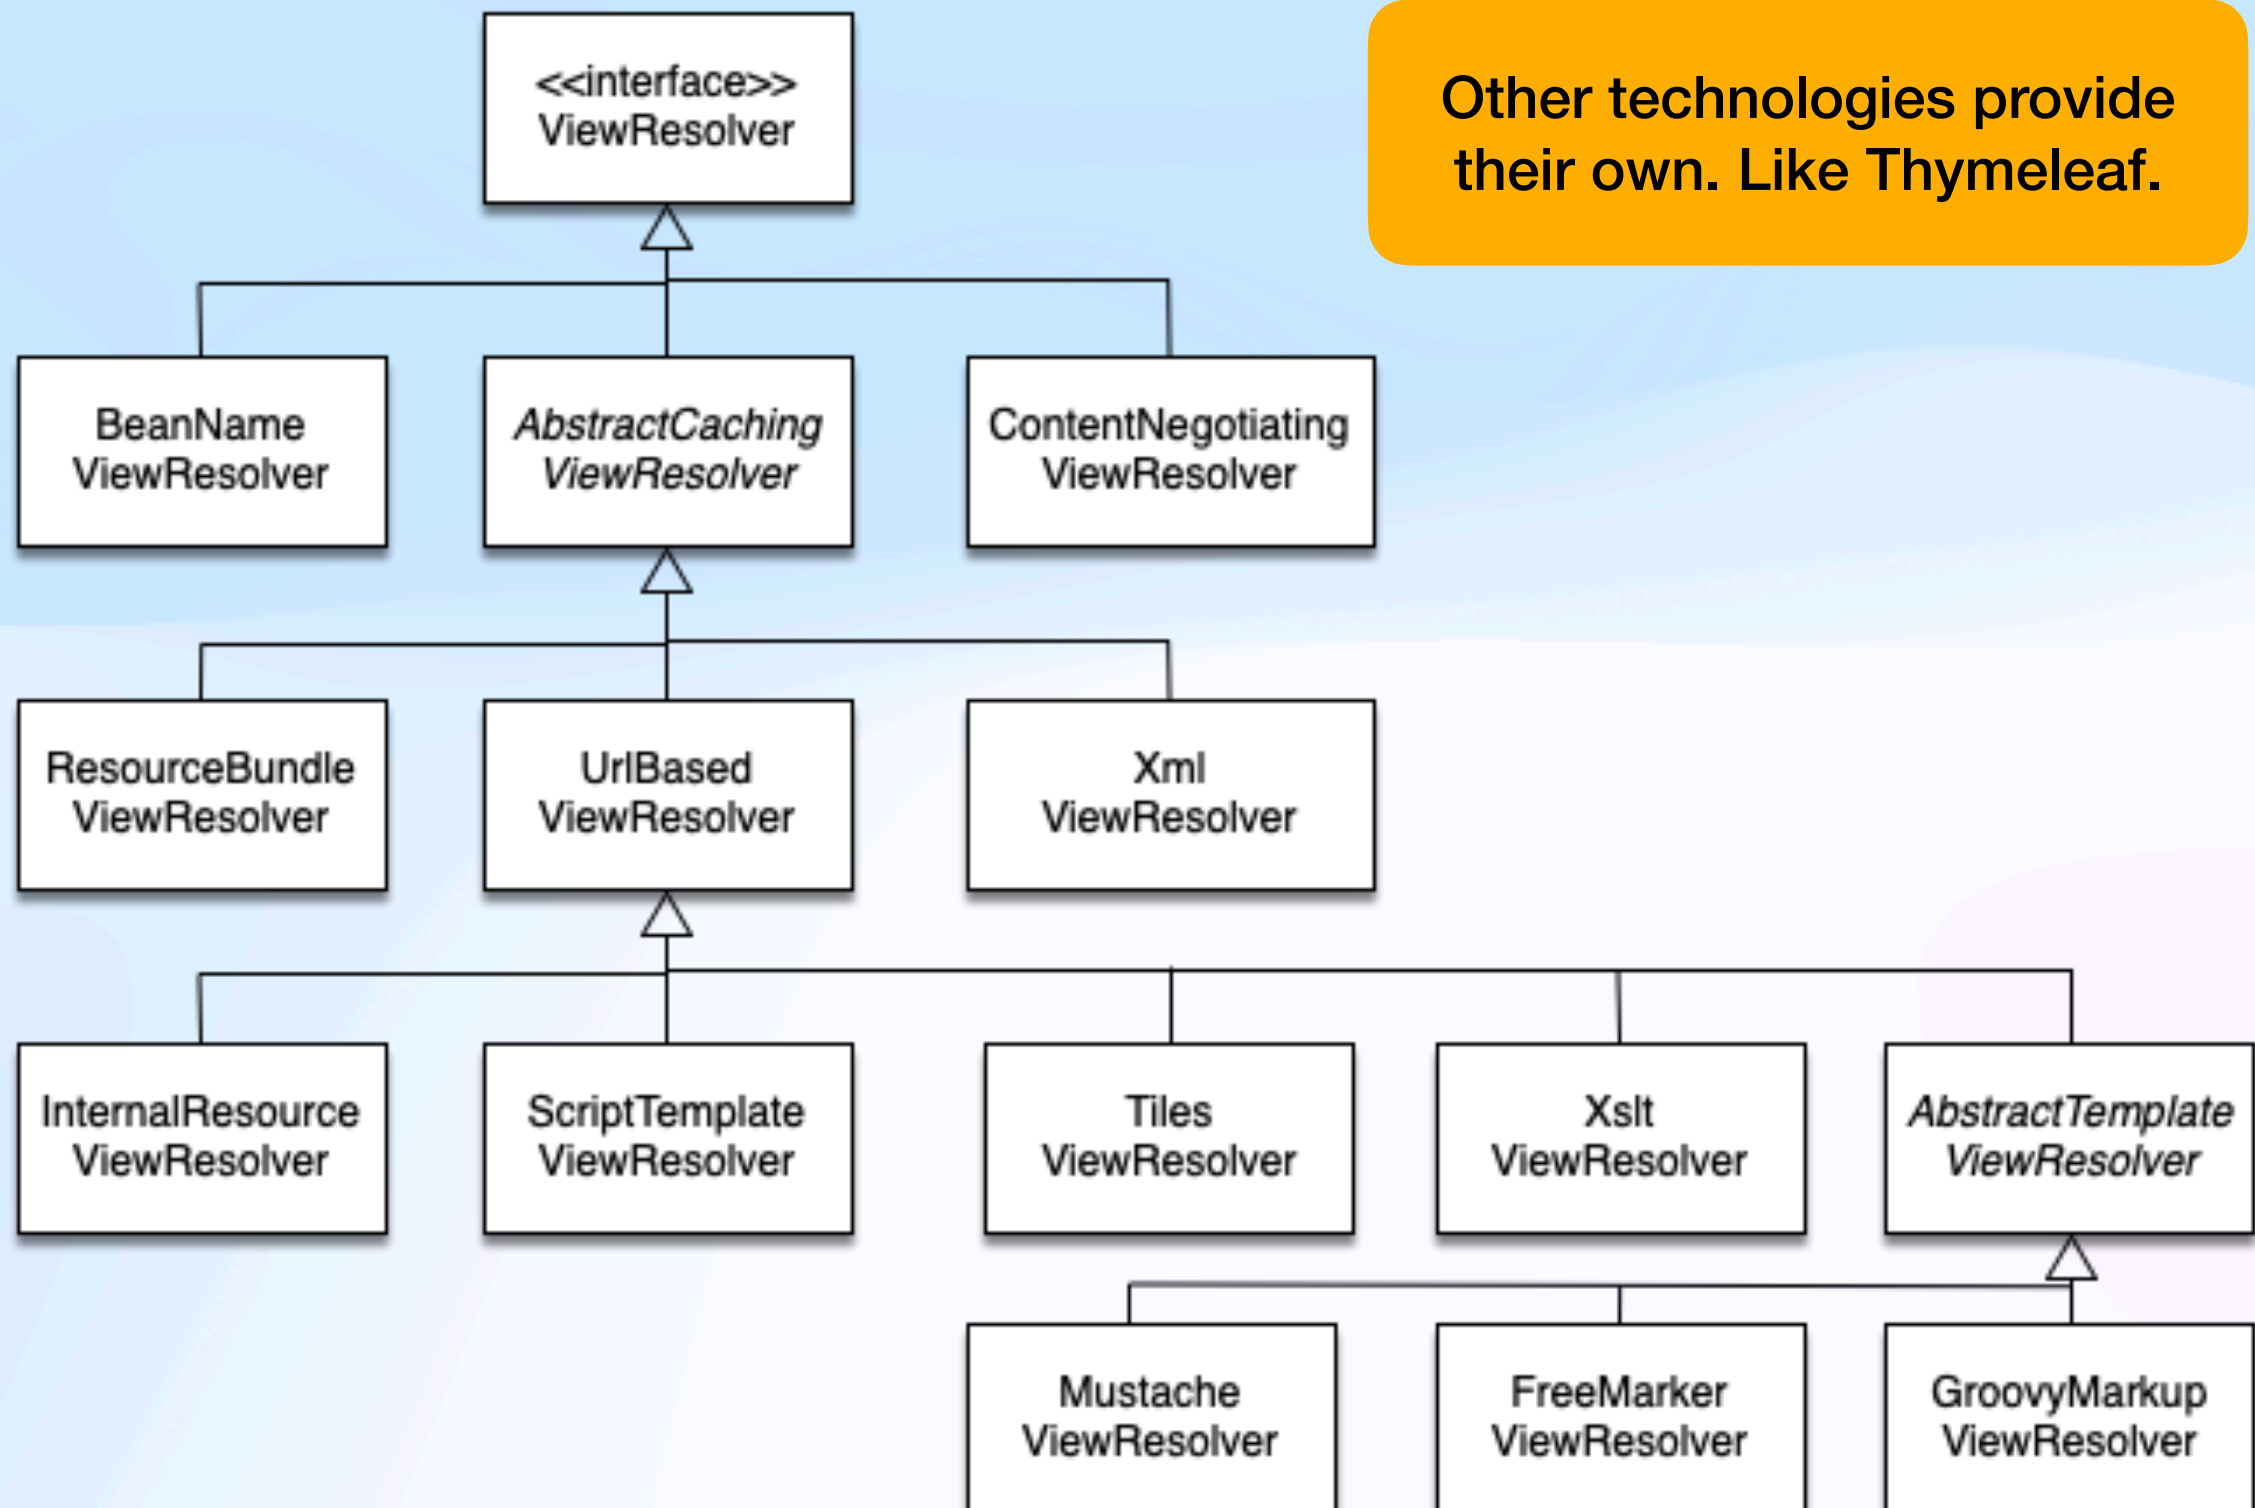 <<interface>>
ViewResolver
Other technologies provide
their own. Like Thymeleaf.
BeanName
ViewResolver
AbstractCaching
ViewResolver
ContentNegotiating
ViewResolver
ResourceBundle
ViewResolver
UrlBased
ViewResolver
Xml
ViewResolver
InternalResource
ViewResolver
ScriptTemplate
ViewResolver
Tiles
ViewResolver
Xslt
ViewResolver
AbstractTemplate
ViewResolver
Mustache
ViewResolver
FreeMarker
ViewResolver
GroovyMarkup
ViewResolver